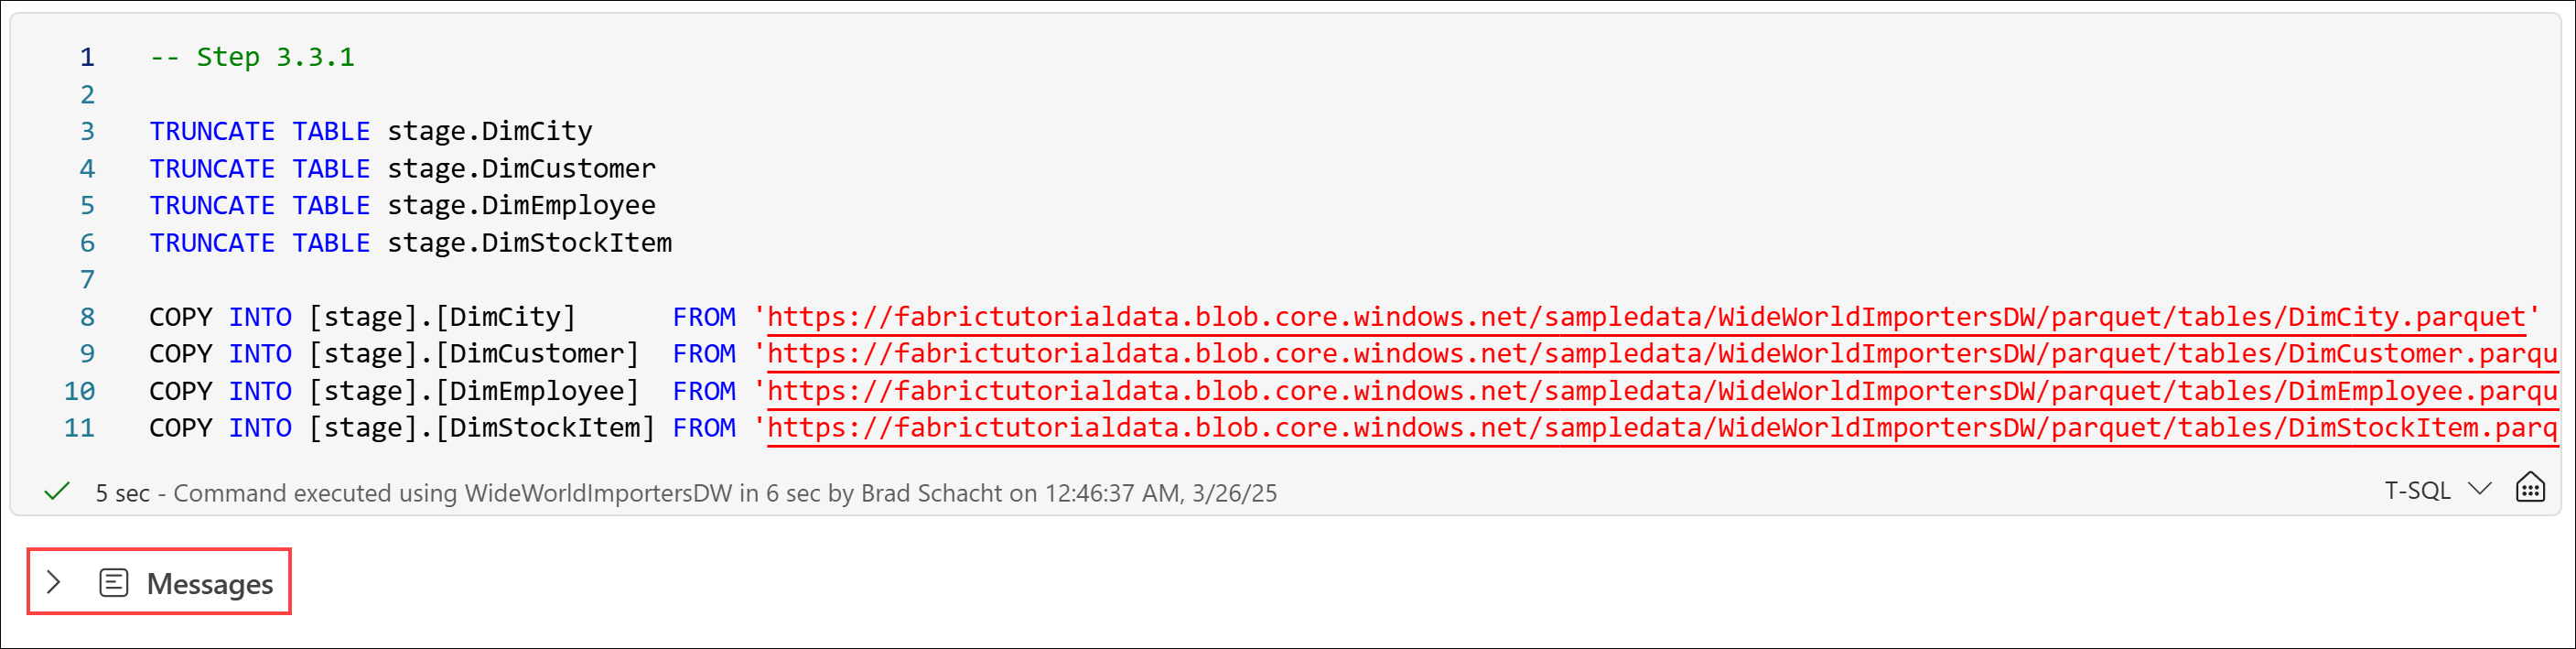 1 -- Step 3.3.1
2
3 TRUNCATE TABLE stage.DimCity
4 TRUNCATE TABLE stage.DimCustomer
5 TRUNCATE TABLE stage.DimEmployee
6 TRUNCATE TABLE stage.DimStockItem
7
8 COPY INTO [stage].[DimCity]      FROM 'https://fabrictutorialdata.blob.core.windows.net/sampledata/WideWorldImportersDW/parquet/tables/DimCity.parquet'
9 COPY INTO [stage].[DimCustomer]  FROM 'https://fabrictutorialdata.blob.core.windows.net/sampledata/WideWorldImportersDW/parquet/tables/DimCustomer.parqu
10 COPY INTO [stage].[DimEmployee]  FROM 'https://fabrictutorialdata.blob.core.windows.net/sampledata/WideWorldImportersDW/parquet/tables/DimEmployee.parqu
11 COPY INTO [stage].[DimStockItem] FROM 'https://fabrictutorialdata.blob.core.windows.net/sampledata/WideWorldImportersDW/parquet/tables/DimStockItem.parq
5 sec - Command executed using WideWorldImportersDW in 6 sec by Brad Schacht on 12:46:37 AM, 3/26/25 T-SQL
Messages